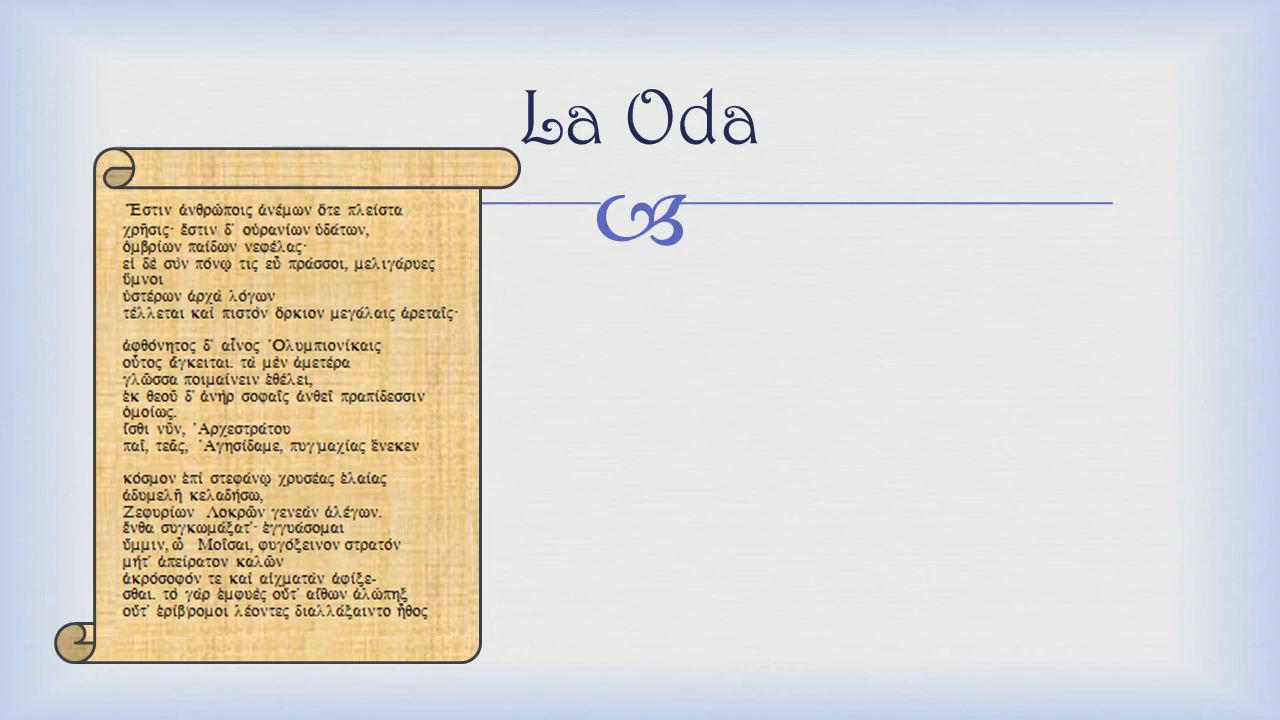 La Oda
Ἔστιν ἀνθρώποις ἀνέμων ὅτε πλείστα
χρῆσις· ἔστιν δ' οὐρανίων ὑδάτων,
ὀμβρίων παίδων νεφέλας·
εἰ δὲ σὺν πόνῳ τις εὖ πράσσοι, μελιγάρυες
ὕμνοι
ὑστέρων ἀρχὰ λόγων
τέλλεται καὶ πιστὸν ὅρκιον μεγάλαις ἀρεταῖς·
ἀφθόνητος δ' αἶνος Ὀλυμπιονίκαις
οὗτος ἄγκειται. τὰ μὲν ἁμετέρα
γλῶσσα ποιμαίνειν ἐθέλει,
ἐκ θεοῦ δ' ἀνὴρ σοφαῖς ἀνθεῖ πραπίδεσσιν
ὁμοίως.
ἴσθι νῦν, Ἀρχεστράτου
παῖ, τεᾶς, Ἁγησίδαμε, πυγμαχίας ἕνεκεν
κόσμον ἐπὶ στεφάνῳ χρυσέας ἐλαίας
ἁδυμελῆ κελαδήσω,
Ζεφυρίων Λοκρῶν γενεὰν ἀλέγων.
ἔνθα συγκωμάξατ'· ἐγγυάσομαι
ὔμμιν, ὦ Μοῖσαι, φυγόξεινον στρατὸν
μήτ' ἀπείρατον καλῶν
ἀκρόσοφόν τε καὶ αἰχματὰν ἀφίξε-
σθαι. τὸ γὰρ ἐμφυὲς οὔτ' αἴθων ἀλώπηξ
οὔτ' ἐρίβρομοι λέοντες διαλλάξαιντο ἦθος